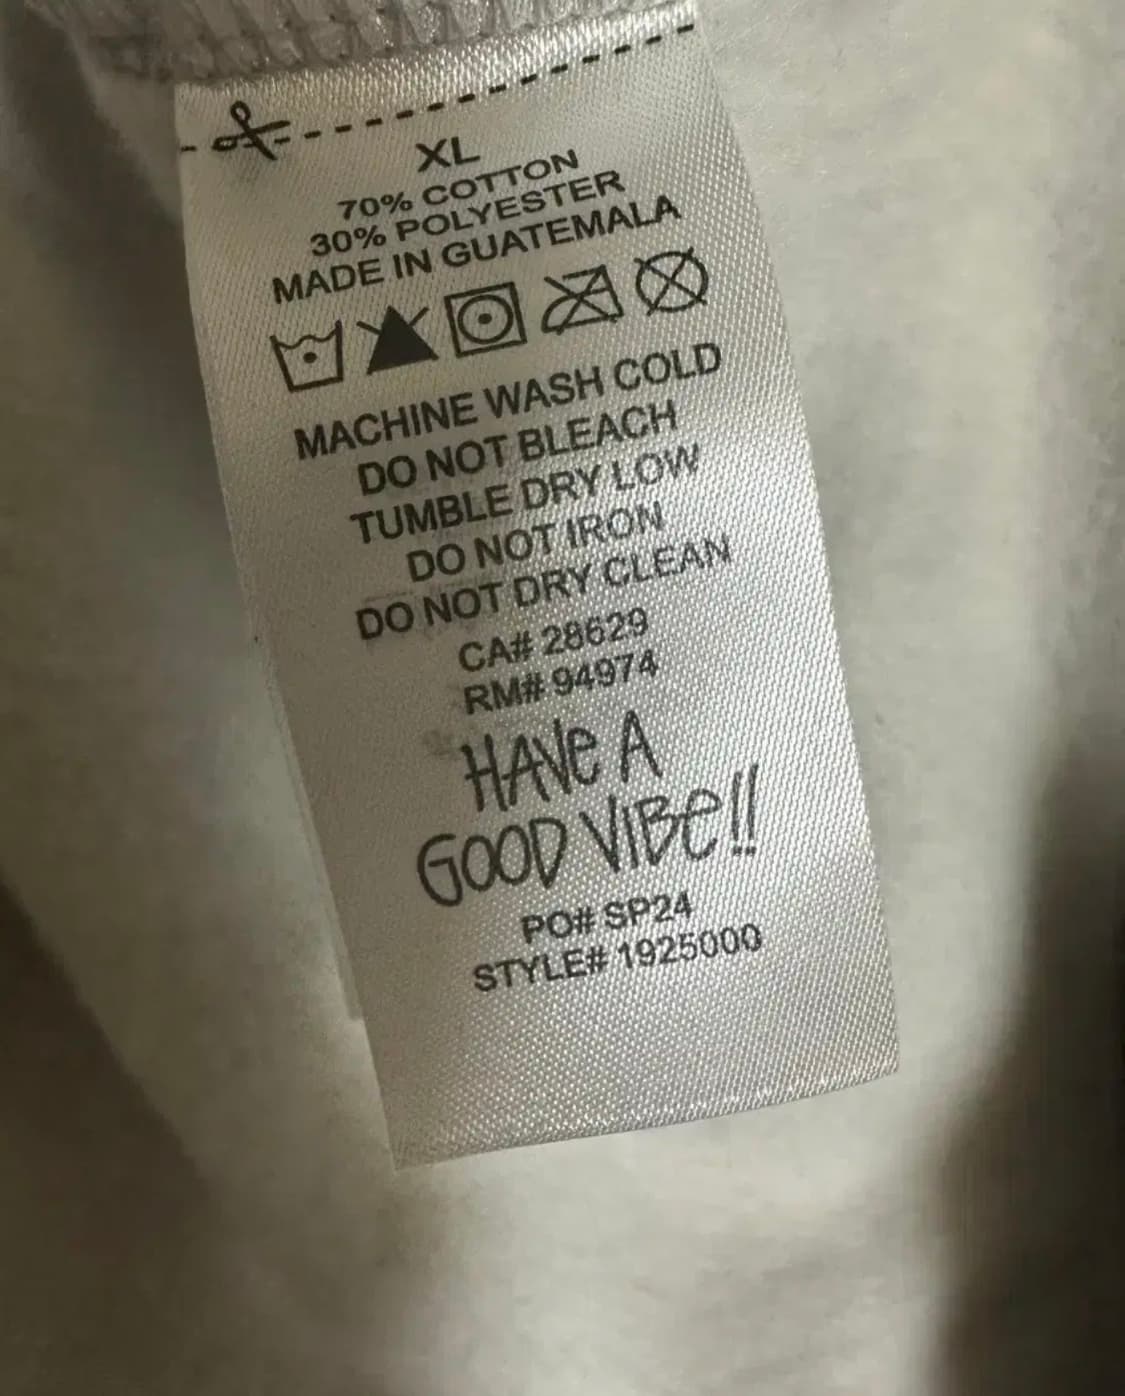 XL
70% COTTON
30% POLYESTER
MADE IN GUATEMALA
MACHINE WASH COLD
DO NOT BLEACH
TUMBLE DRY LOW
DO NOT IRON
DO NOT DRY CLEAN
CA# 28629
RM# 94974
HAVe A
GOOD ViBe!!
PO# SP24
STYLE# 1925000